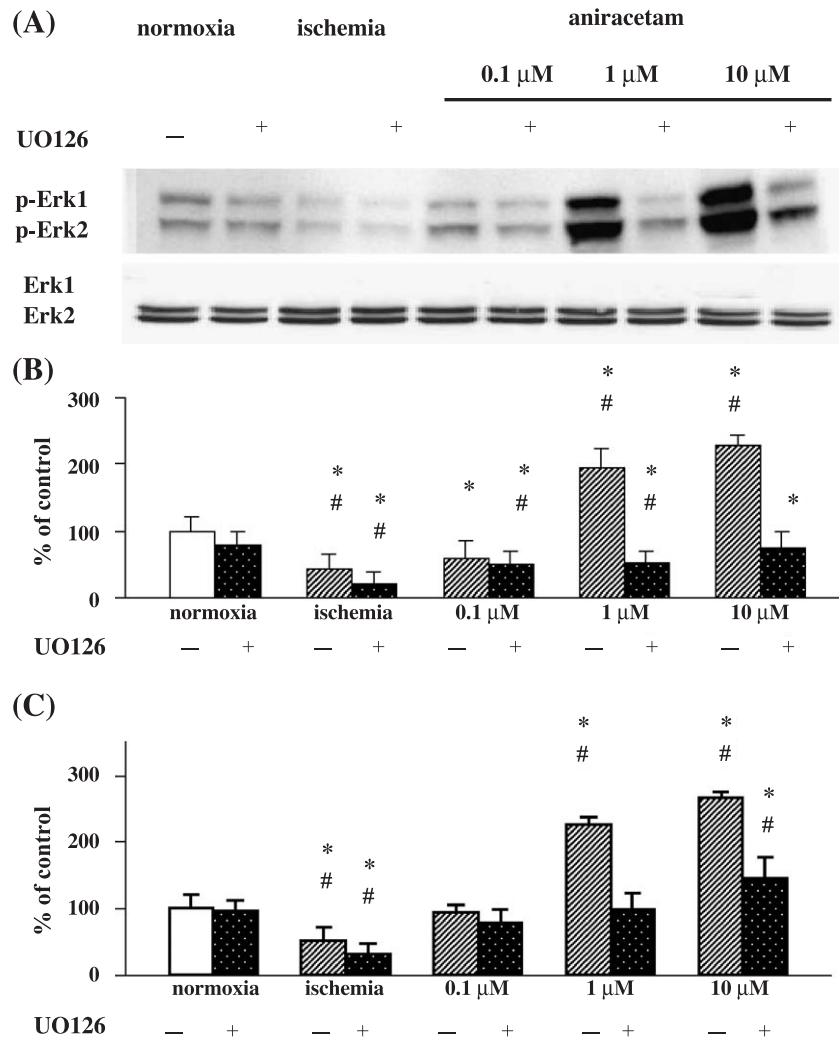 (A)
normoxia ischemia aniracetam
0.1 μM 1 μM 10 μM
UO126 – + + + + +
p-Erk1
p-Erk2
Erk1
Erk2
(B)
% of control
300
200
100
0
* # * # * * # * # * # * # *
normoxia ischemia 0.1 μM 1 μM 10 μM
UO126 – + – + – + – + – +
(C)
% of control
300
200
100
0
* # * # * # * # * #
normoxia ischemia 0.1 μM 1 μM 10 μM
UO126 – + – + – + – + – +